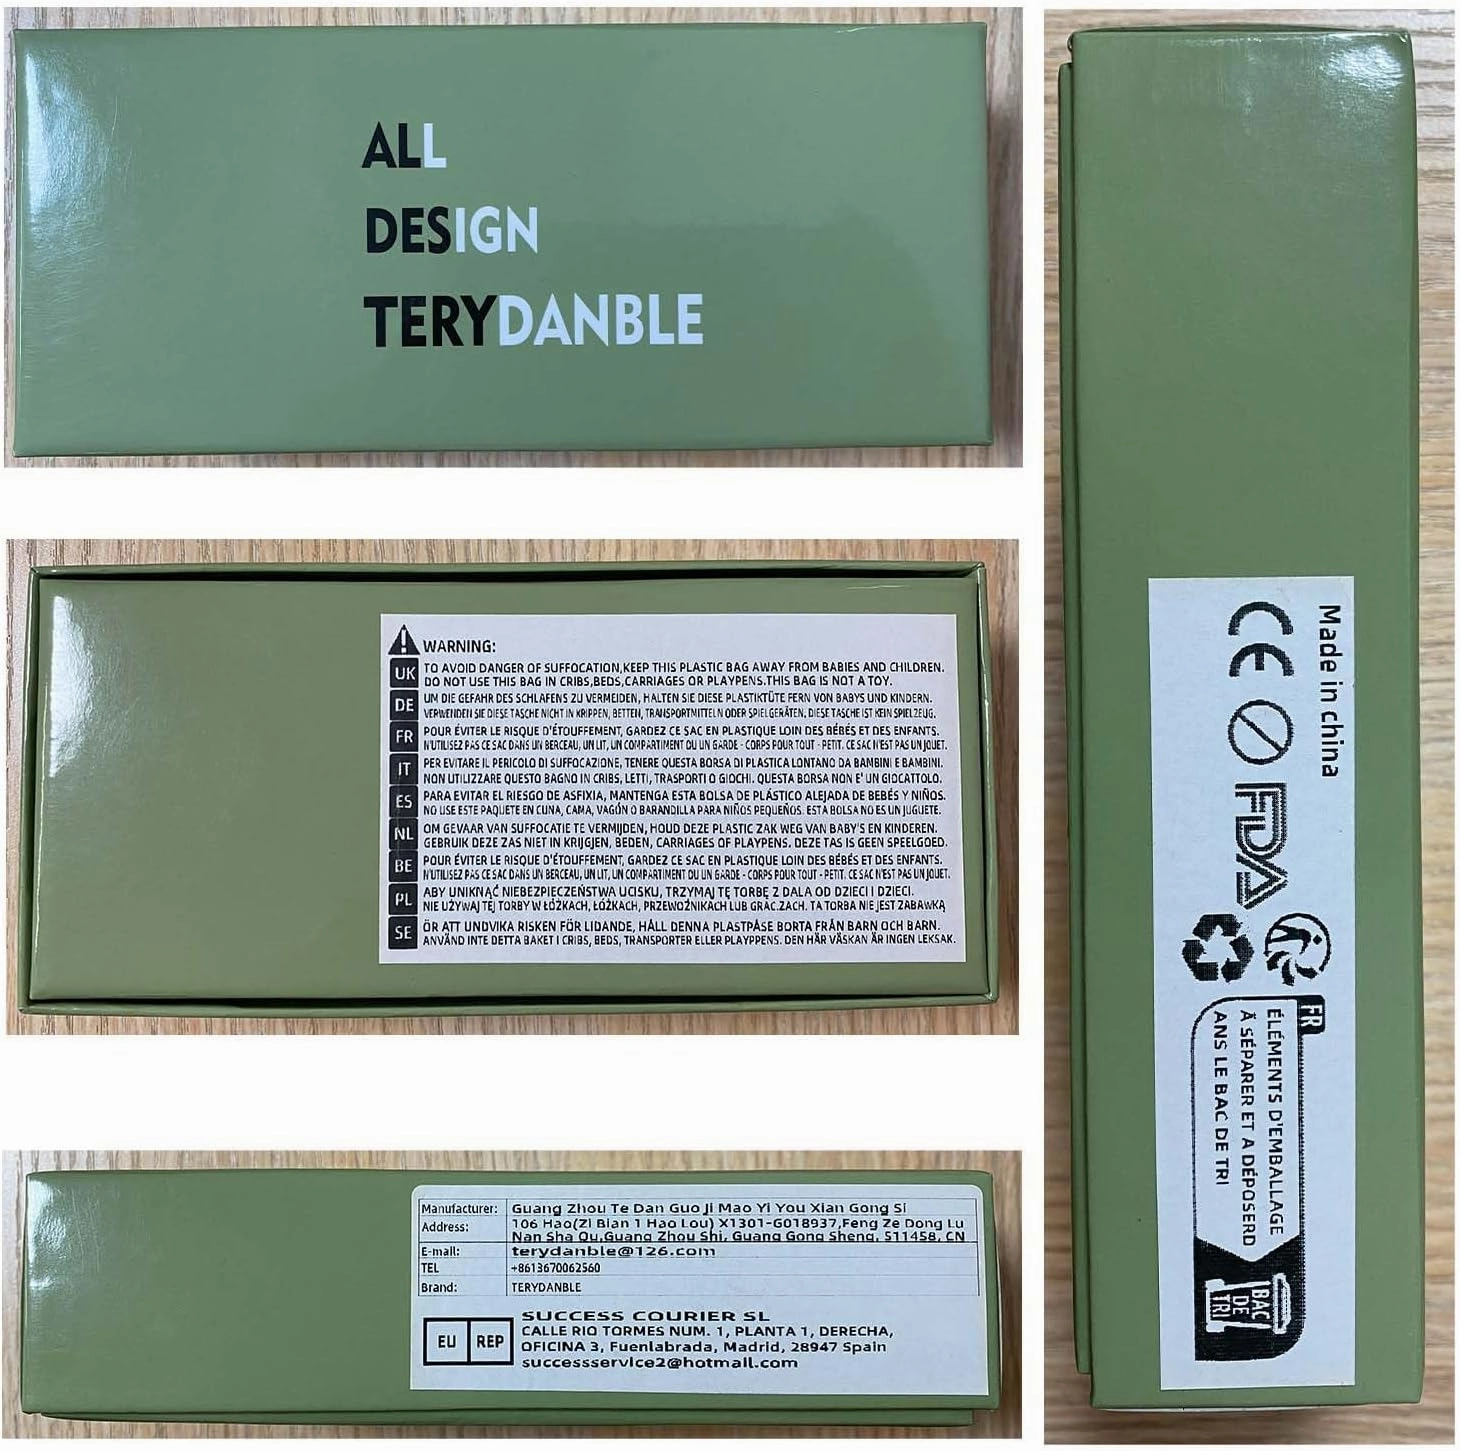 ALL
DESIGN
TERYDANBLE
WARNING:
UK
TO AVOID DANGER OF SUFFOCATION,KEEP THIS PLASTIC BAG AWAY FROM BABIES AND CHILDREN.
DO NOT USE THIS BAG IN CRIBS,BEDS,CARRIAGES OR PLAYPENS.THIS BAG IS NOT A TOY.
DE
UM DIE GEFAHR DES SCHLAFENS ZU VERMEIDEN, HALTEN SIE DIESE PLASTIKTÜTE FERN VON BABYS UND KINDERN.
VERWENDEN SIE DIESE TASCHE NICHT IN KRIPPEN, BETTEN, TRANSPORTMITTELN ODER SPIELGERÄTEN, DIESE TASCHE IST KEIN SPIELZEUG.
FR
POUR ÉVITER LE RISQUE D'ÉTOUFFEMENT, GARDEZ CE SAC EN PLASTIQUE LOIN DES BÉBÉS ET DES ENFANTS.
N'UTILISEZ PAS CE SAC DANS UN BERCEAU, UN LIT, UN COMPARTIMENT OU UN GARDE - CORPS POUR TOUT - PETIT. CE SAC N'EST PAS UN JOUET.
IT
PER EVITARE IL PERICOLO DI SUFFOCAZIONE, TENERE QUESTA BORSA DI PLASTICA LONTANO DA BAMBINI E BAMBINI.
NON UTILIZZARE QUESTO BAGNO IN CRIBS, LETTI, TRASPORTI O GIOCHI. QUESTA BORSA NON E' UN GIOCATTOLO.
ES
PARA EVITAR EL RIESGO DE ASFIXIA, MANTENGA ESTA BOLSA DE PLÁSTICO ALEJADA DE BEBÉS Y NIÑOS.
NO USE ESTE PAQUETE EN CUNA, CAMA, VAGÓN O BARANDILLA PARA NIÑOS PEQUEÑOS. ESTA BOLSA NO ES UN JUGUETE.
NL
OM GEVAAR VAN SUFFOCATIE TE VERMIJDEN, HOUD DEZE PLASTIC ZAK WEG VAN BABY'S EN KINDEREN.
GEBRUIK DEZE ZAS NIET IN KRIJGJEN, BEDEN, CARRIAGES OF PLAYPENS. DEZE TAS IS GEEN SPEELGOED.
BE
POUR ÉVITER LE RISQUE D'ÉTOUFFEMENT, GARDEZ CE SAC EN PLASTIQUE LOIN DES BÉBÉS ET DES ENFANTS.
N'UTILISEZ PAS CE SAC DANS UN BERCEAU, UN LIT, UN COMPARTIMENT OU UN GARDE - CORPS POUR TOUT - PETIT. CE SAC N'EST PAS UN JOUET.
PL
ABY UNIKNĄĆ NIEBEZPIECZEŃSTWA UCISKU, TRZYMAJ TĘ TORBĘ Z DALA OD DZIECI I DZIECI.
NIE UŻYWAJ TEJ TORBY W ŁÓŻKACH, ŁÓŻKACH, PRZEWOŹNIKACH LUB GRAC.ZACH. TA TORBA NIE JEST ZABAWKĄ
SE
ÖR ATT UNDVIKA RISKEN FÖR LIDANDE, HÅLL DENNA PLASTPÅSE BORTA FRÅN BARN OCH BARN.
ANVÄND INTE DETTA BAKET I CRIBS, BEDS, TRANSPORTER ELLER PLAYPPENS. DEN HÄR VÄSKAN ÄR INGEN LEKSAK.
Manufacturer: Guang Zhou Te Dan Guo Ji Mao Yi You Xian Gong Si
Address: 106 Hao(Zi Bian 1 Hao Lou) X1301-G018937,Feng Ze Dong Lu
Nan Sha Qu,Guang Zhou Shi, Guang Gong Sheng, 511458, CN
E-mail: terydanble@126.com
TEL +8613670062560
Brand: TERYDANBLE
EU REP
SUCCESS COURIER SL
CALLE RIO TORMES NUM. 1, PLANTA 1, DERECHA,
OFICINA 3, Fuenlabrada, Madrid, 28947 Spain
successservice2@hotmail.com
Made in china
CE
FDA
FR
ÉLÉMENTS D'EMBALLAGE
À SÉPARER ET A DÉPOSERD
ANS LE BAC DE TRI
BAC
DE
TRI